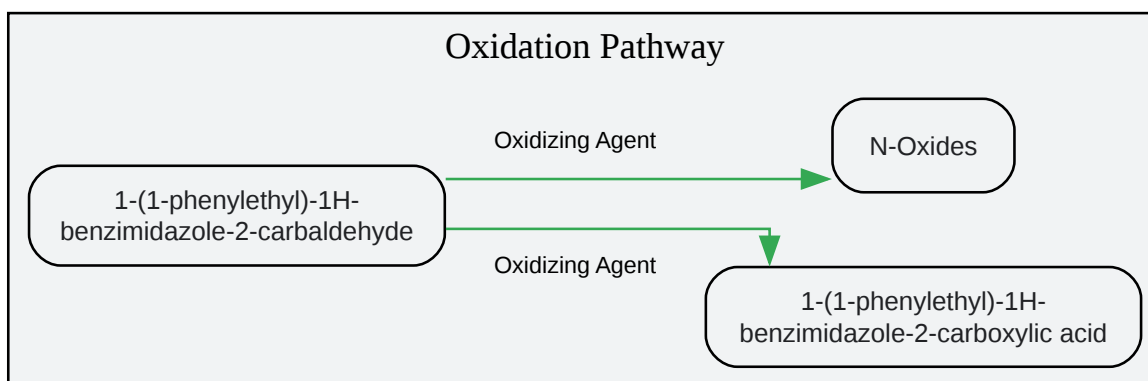 Oxidation Pathway
Oxidizing Agent
N-Oxides
1-(1-phenylethyl)-1H-
benzimidazole-2-carbaldehyde
Oxidizing Agent
1-(1-phenylethyl)-1H-
benzimidazole-2-carboxylic acid